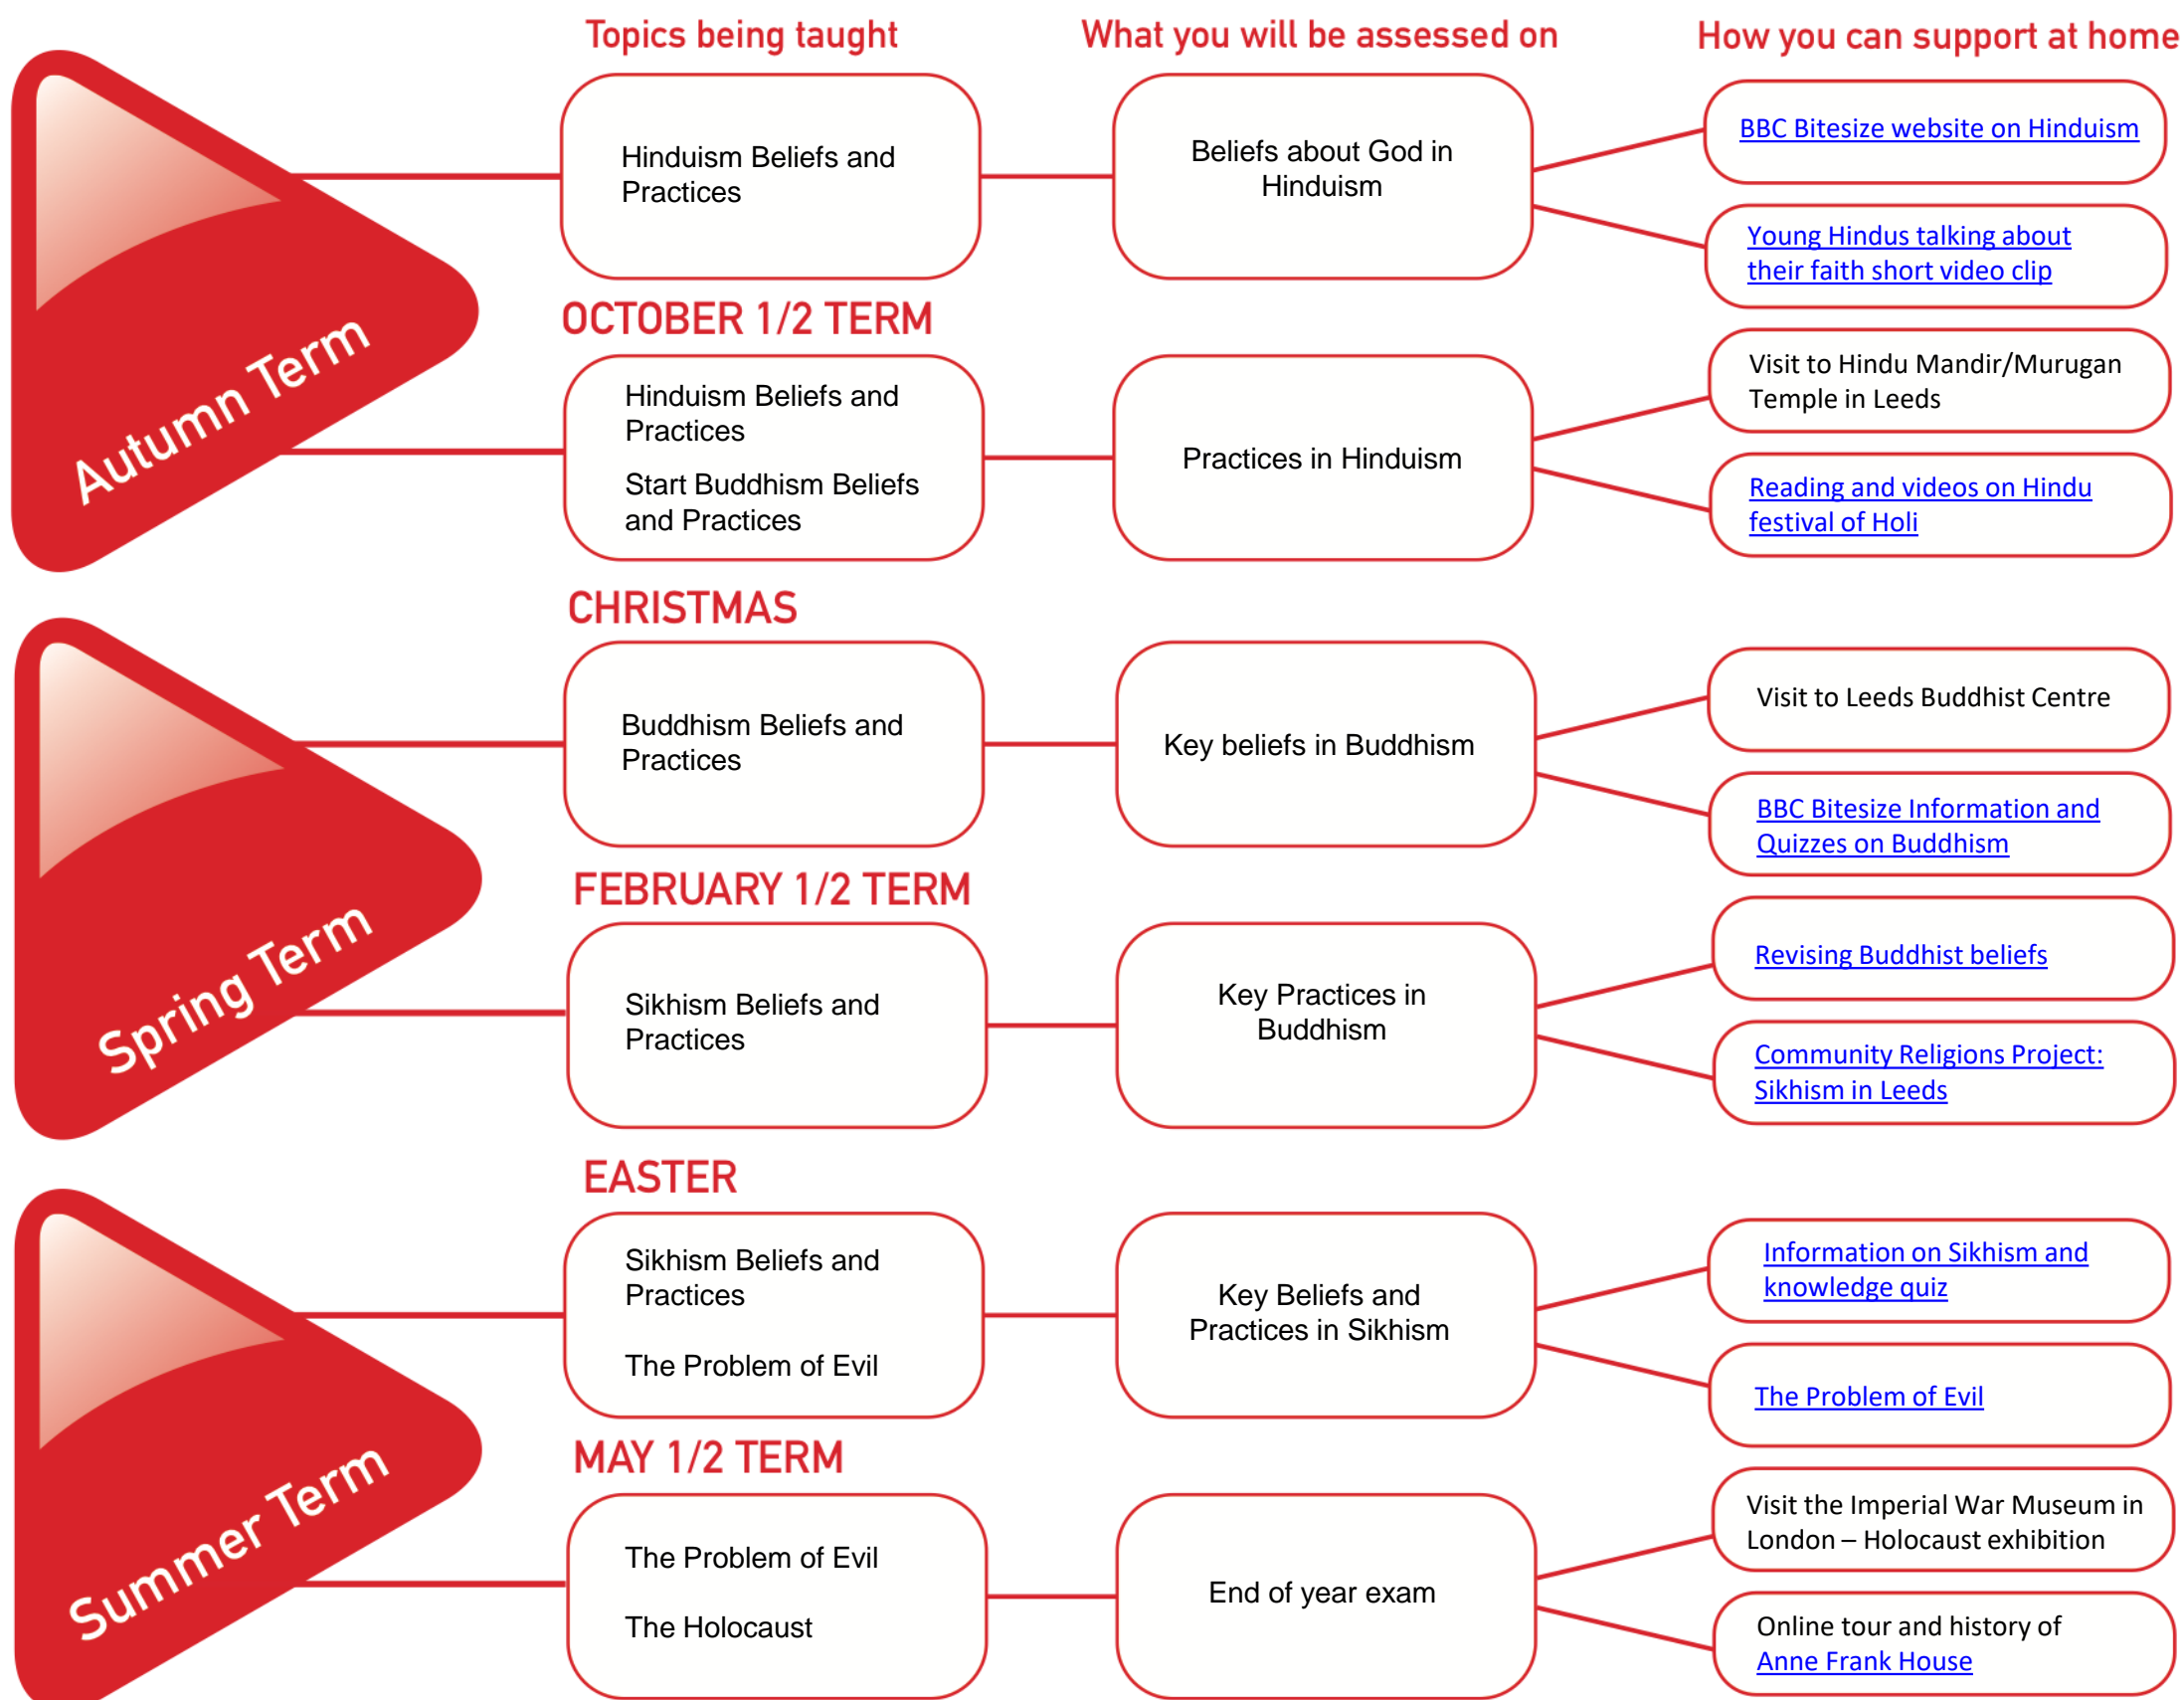 Topics being taught
What you will be assessed on
How you can support at home
Autumn Term
Hinduism Beliefs and
Practices
Beliefs about God in
Hinduism
BBC Bitesize website on Hinduism
Young Hindus talking about
their faith short video clip
OCTOBER 1/2 TERM
Hinduism Beliefs and
Practices
Start Buddhism Beliefs
and Practices
Practices in Hinduism
Visit to Hindu Mandir/Murugan
Temple in Leeds
Reading and videos on Hindu
festival of Holi
CHRISTMAS
Spring Term
Buddhism Beliefs and
Practices
Key beliefs in Buddhism
Visit to Leeds Buddhist Centre
BBC Bitesize Information and
Quizzes on Buddhism
FEBRUARY 1/2 TERM
Sikhism Beliefs and
Practices
Key Practices in
Buddhism
Revising Buddhist beliefs
Community Religions Project:
Sikhism in Leeds
EASTER
Summer Term
Sikhism Beliefs and
Practices
The Problem of Evil
Key Beliefs and
Practices in Sikhism
Information on Sikhism and
knowledge quiz
The Problem of Evil
MAY 1/2 TERM
The Problem of Evil
The Holocaust
End of year exam
Visit the Imperial War Museum in
London – Holocaust exhibition
Online tour and history of
Anne Frank House